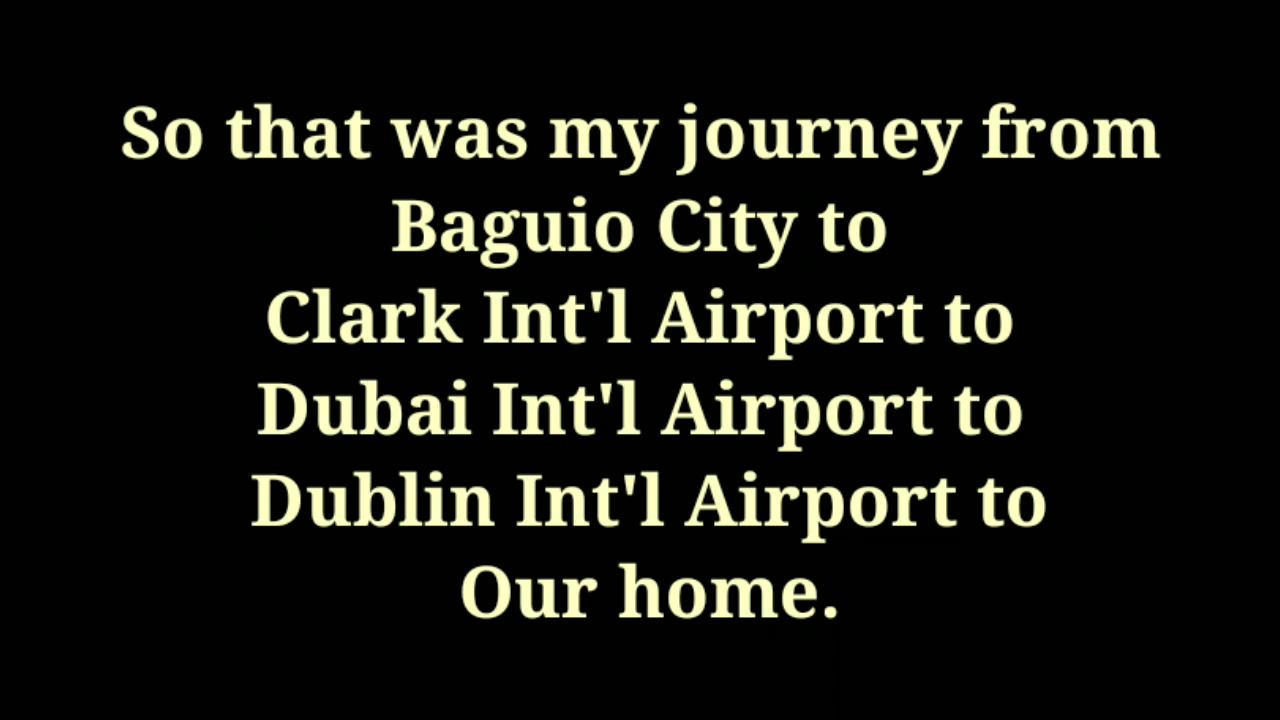 So that was my journey from
Baguio City to
Clark Int'l Airport to
Dubai Int'l Airport to
Dublin Int'l Airport to
Our home.